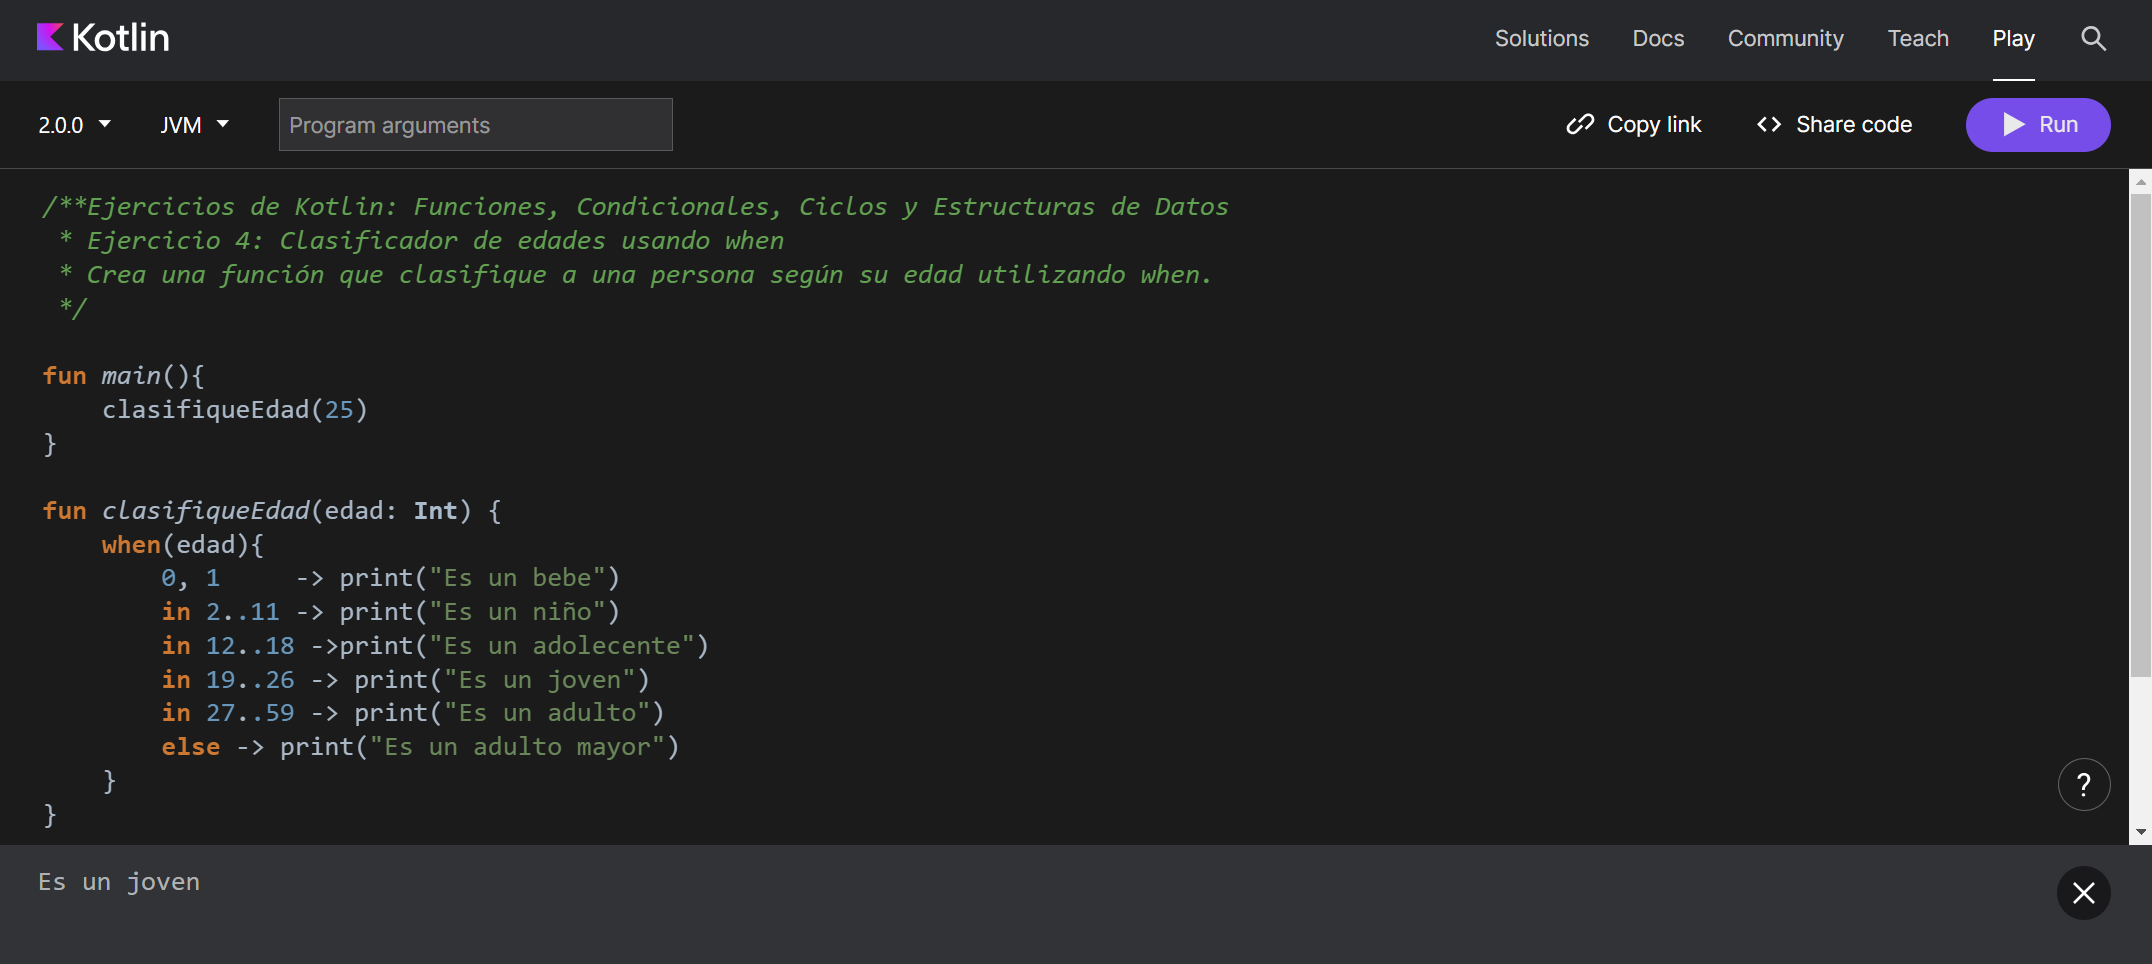 Kotlin
Solutions Docs Community Teach Play
2.0.0 JVM Program arguments Copy link <> Share code Run
/**Ejercicios de Kotlin: Funciones, Condicionales, Ciclos y Estructuras de Datos
 * Ejercicio 4: Clasificador de edades usando when
 * Crea una función que clasifique a una persona según su edad utilizando when.
 */
fun main(){
    clasifiqueEdad(25)
}
fun clasifiqueEdad(edad: Int) {
    when(edad){
        0, 1     -> print("Es un bebe")
        in 2..11 -> print("Es un niño")
        in 12..18 ->print("Es un adolecente")
        in 19..26 -> print("Es un joven")
        in 27..59 -> print("Es un adulto")
        else -> print("Es un adulto mayor")
    }
}
?
Es un joven